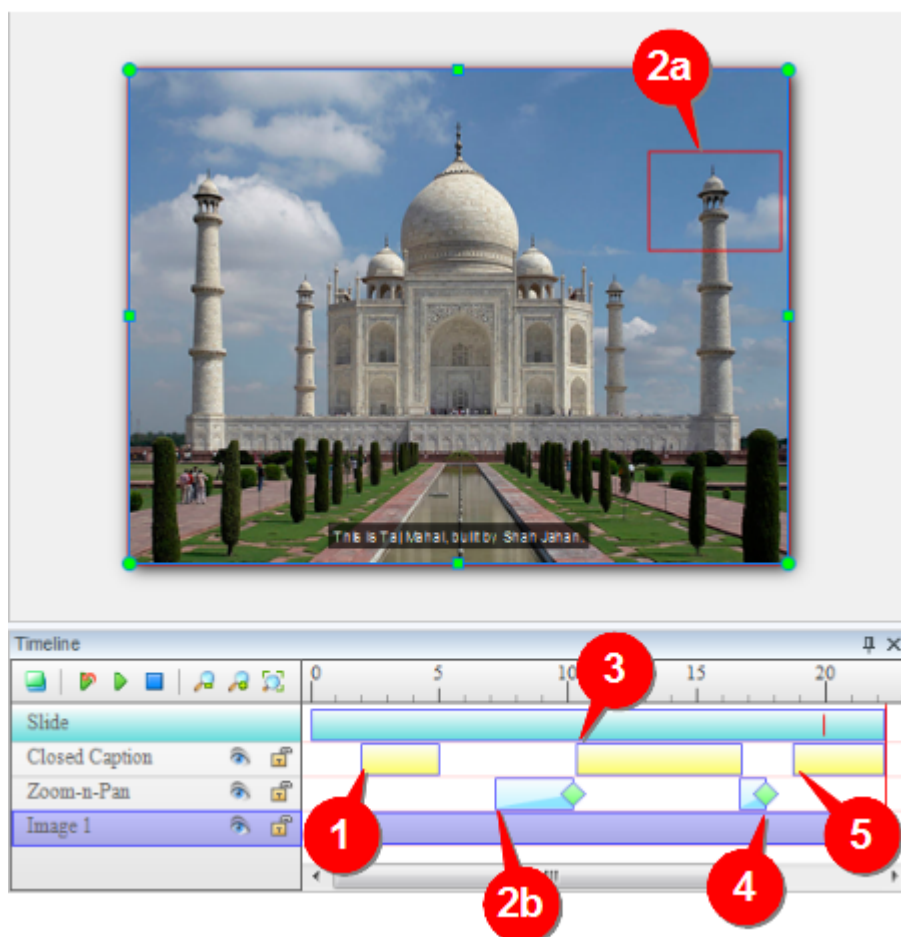 2a
This is Taj Mahal, built by Shan Jahan.
Timeline
0 5 10 15 20
3
Slide
Closed Caption
Zoom-n-Pan
Image 1
1
5
4
2b